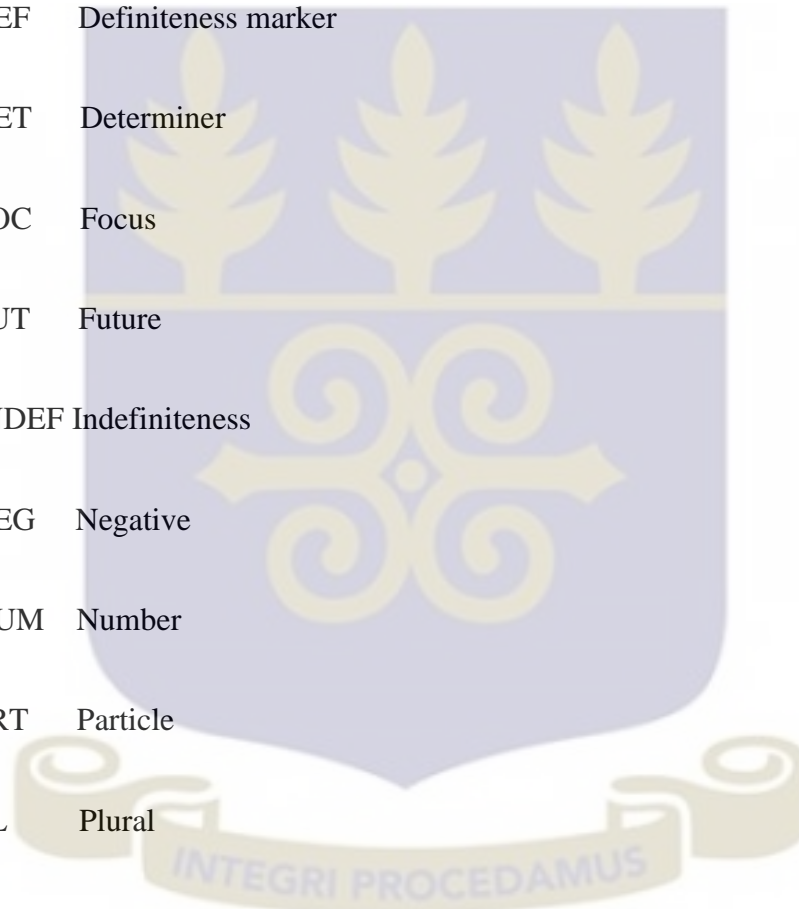 EF Definiteness marker
ET Determiner
OC Focus
UT Future
NDEF Indefiniteness
EG Negative
UM Number
RT Particle
L Plural
INTEGRI PROCEDAMUS